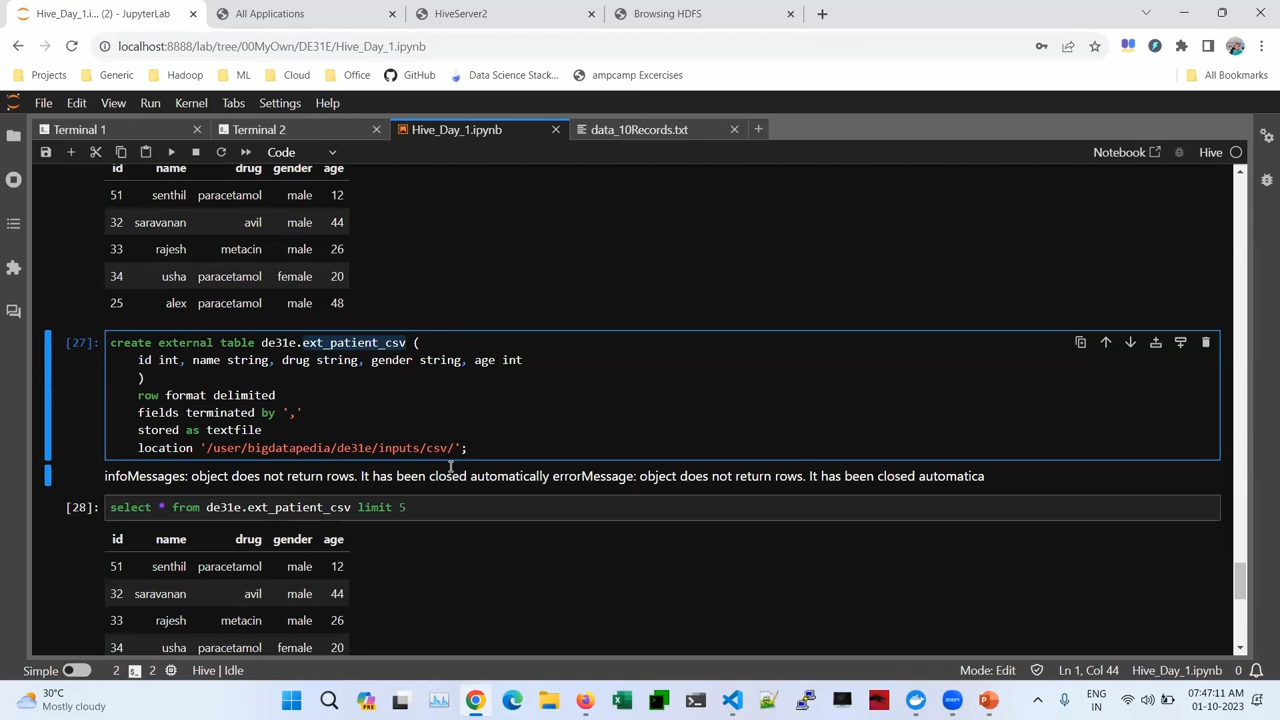 Hive_Day_1.i... (2) - JupyterLab
All Applications
HiveServer2
Browsing HDFS
localhost:8888/lab/tree/00MyOwn/DE31E/Hive_Day_1.ipynb
Projects Generic Hadoop ML Cloud Office GitHub Data Science Stack... ampcamp Excercises All Bookmarks
File Edit View Run Kernel Tabs Settings Help
Terminal 1 Terminal 2 Hive_Day_1.ipynb data_10Records.txt
Code Notebook Hive
id name drug gender age
51 senthil paracetamol male 12
32 saravanan avil male 44
33 rajesh metacin male 26
34 usha paracetamol female 20
25 alex paracetamol male 48
[27]: create external table de31e.ext_patient_csv (
id int, name string, drug string, gender string, age int
)
row format delimited
fields terminated by ','
stored as textfile
location '/user/bigdatapedia/de31e/inputs/csv/';
infoMessages: object does not return rows. It has been closed automatically errorMessage: object does not return rows. It has been closed automatica
[28]: select * from de31e.ext_patient_csv limit 5
id name drug gender age
51 senthil paracetamol male 12
32 saravanan avil male 44
33 rajesh metacin male 26
34 usha paracetamol female 20
Simple 2 2 Hive | Idle Mode: Edit Ln 1, Col 44 Hive_Day_1.ipynb 0
30°C
Mostly cloudy
ENG
IN
07:47:11 AM
01-10-2023